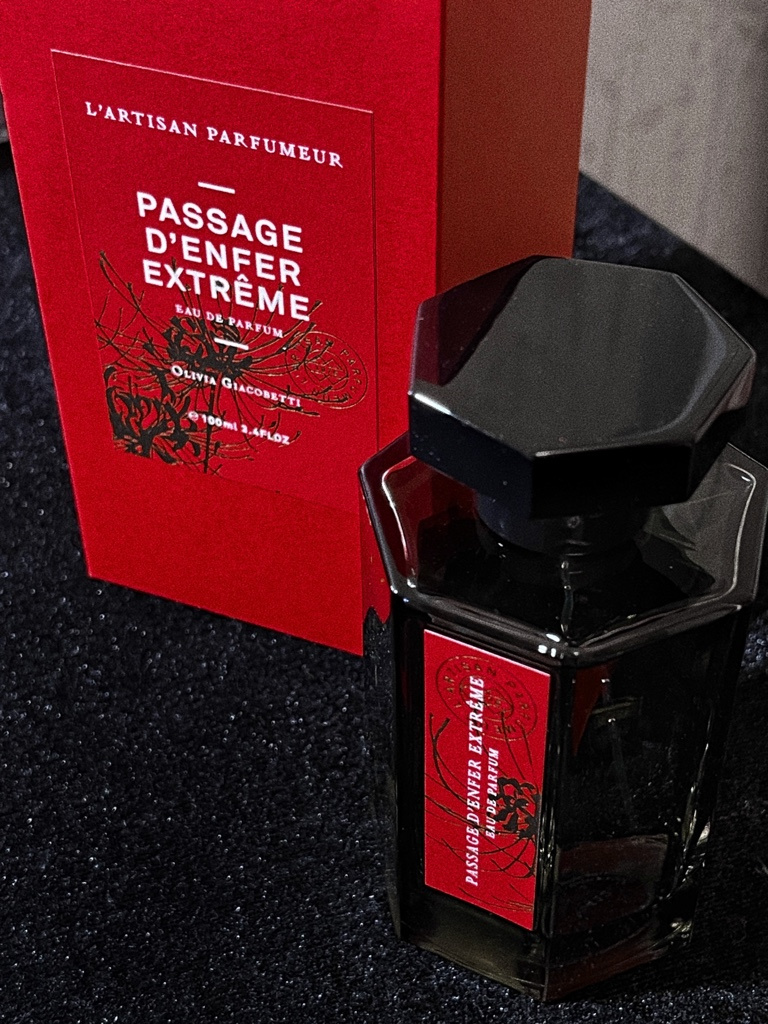 L'ARTISAN PARFUMEUR
PASSAGE
D'ENFER
EXTRÊME
EAU DE PARFUM
OLIVIA GIACOBETTI
℮ 100ml 3.4FLOZ
PASSAGE D'ENFER EXTRÊME
EAU DE PARFUM